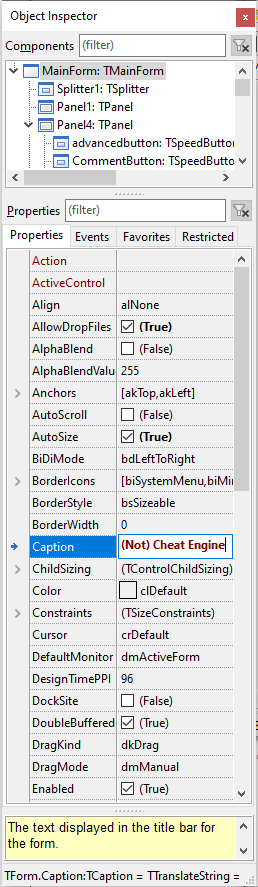 Object Inspector
Components (filter)
MainForm: TMainForm
Splitter1: TSplitter
Panel1: TPanel
Panel4: TPanel
advancedbutton: TSpeedButto
CommentButton: TSpeedButto
Properties (filter)
Properties Events Favorites Restricted
Action
ActiveControl
Align alNone
AllowDropFiles (True)
AlphaBlend (False)
AlphaBlendValu 255
Anchors [akTop,akLeft]
AutoScroll (False)
AutoSize (True)
BiDiMode bdLeftToRight
BorderIcons [biSystemMenu,biMi
BorderStyle bsSizeable
BorderWidth 0
Caption (Not) Cheat Engine
ChildSizing (TControlChildSizing)
Color clDefault
Constraints (TSizeConstraints)
Cursor crDefault
DefaultMonitor dmActiveForm
DesignTimePPI 96
DockSite (False)
DoubleBuffered (True)
DragKind dkDrag
DragMode dmManual
Enabled (True)
The text displayed in the title bar for
the form.
TForm.Caption:TCaption = TTranslateString =